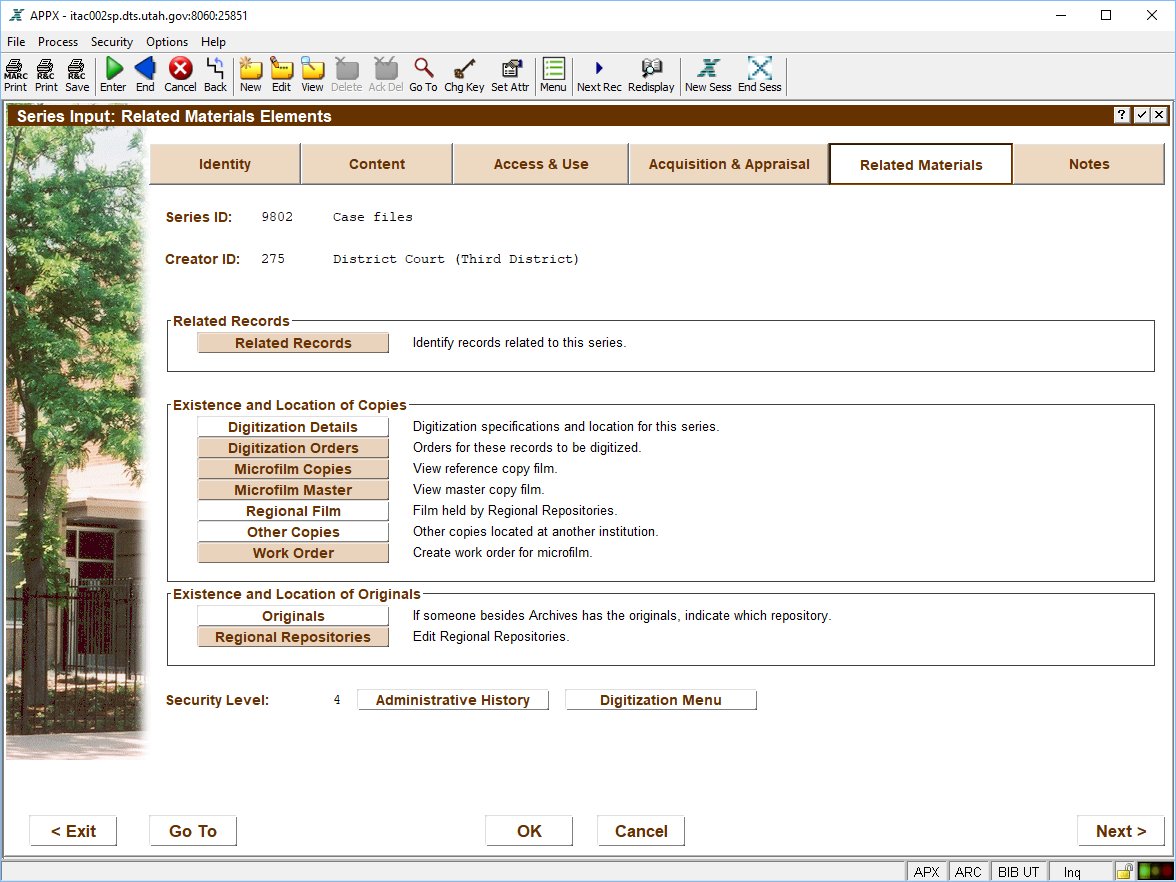 APPX - itac002sp.dts.utah.gov:8060:25851
File Process Security Options Help
MARC R&C R&C
Print Print Save Enter End Cancel Back New Edit View Delete Ack Del Go To Chg Key Set Attr Menu Next Rec Redisplay New Sess End Sess
Series Input: Related Materials Elements ?
Identity Content Access & Use Acquisition & Appraisal Related Materials Notes
Series ID: 9802 Case files
Creator ID: 275 District Court (Third District)
Related Records
Related Records Identify records related to this series.
Existence and Location of Copies
Digitization Details Digitization specifications and location for this series.
Digitization Orders Orders for these records to be digitized.
Microfilm Copies View reference copy film.
Microfilm Master View master copy film.
Regional Film Film held by Regional Repositories.
Other Copies Other copies located at another institution.
Work Order Create work order for microfilm.
Existence and Location of Originals
Originals If someone besides Archives has the originals, indicate which repository.
Regional Repositories Edit Regional Repositories.
Security Level: 4 Administrative History Digitization Menu
< Exit Go To OK Cancel Next >
APX ARC BIB UT Inq